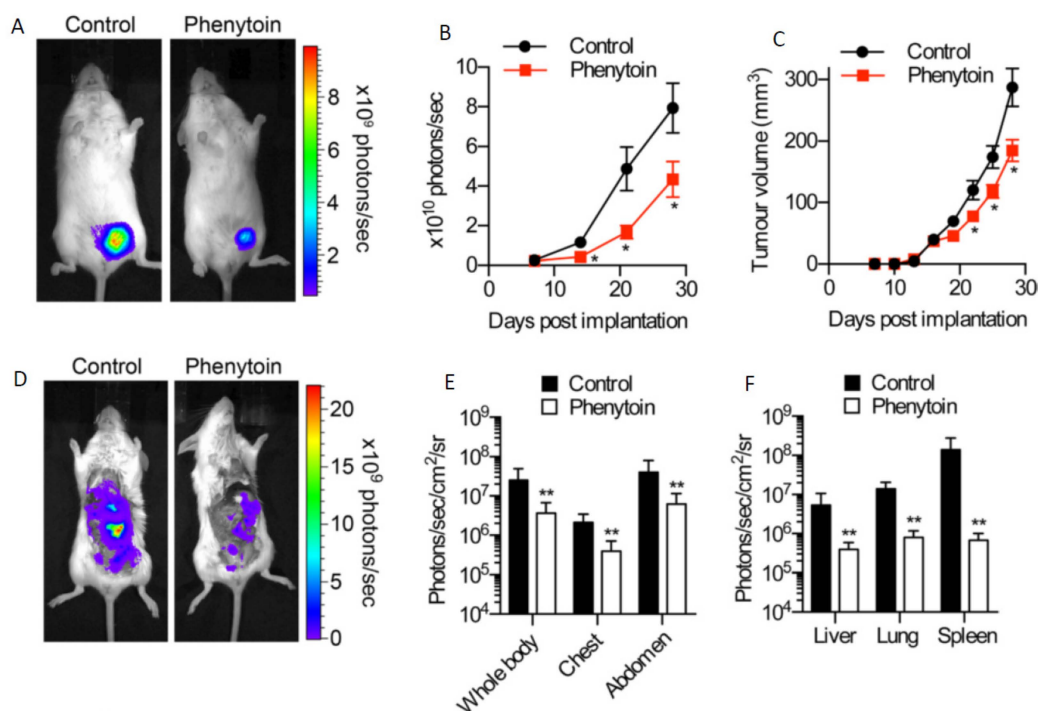 A
Control Phenytoin
8
6
4
2
x10⁹ photons/sec
B
Control
Phenytoin
10
8
6
4
2
0
x10¹⁰ photons/sec
*
*
*
0 10 20 30
Days post implantation
C
Control
Phenytoin
300
200
100
0
Tumour volume (mm³)
*
*
*
0 10 20 30
Days post implantation
D
Control Phenytoin
20
15
10
5
0
x10⁹ photons/sec
E
Control
Phenytoin
10⁹
10⁸
10⁷
10⁶
10⁵
10⁴
Photons/sec/cm²/sr
** ** **
Whole body Chest Abdomen
F
Control
Phenytoin
10⁹
10⁸
10⁷
10⁶
10⁵
10⁴
Photons/sec/cm²/sr
** ** **
Liver Lung Spleen